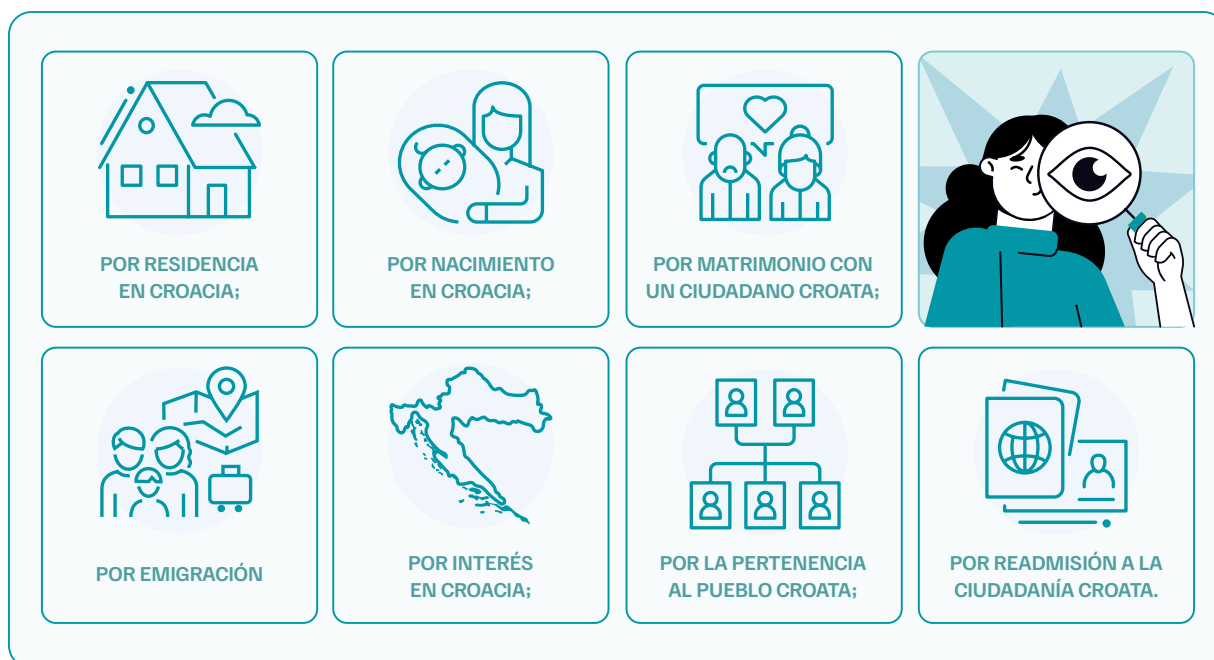 POR RESIDENCIA
EN CROACIA;
POR NACIMIENTO
EN CROACIA;
POR MATRIMONIO CON
UN CIUDADANO CROATA;
POR EMIGRACIÓN
POR INTERÉS
EN CROACIA;
POR LA PERTENENCIA
AL PUEBLO CROATA;
POR READMISIÓN A LA
CIUDADANÍA CROATA.